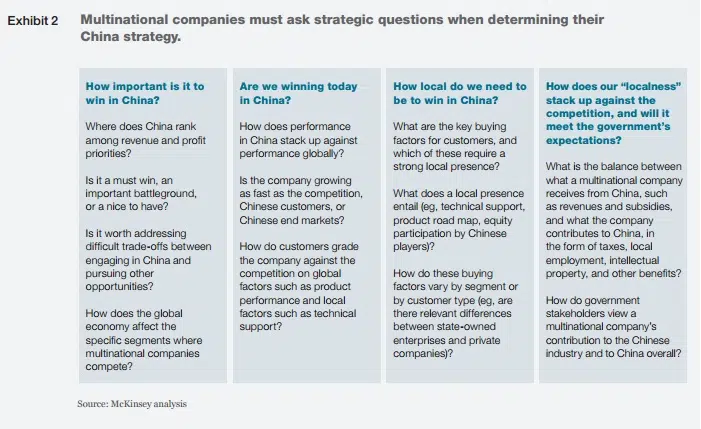 Exhibit 2
Multinational companies must ask strategic questions when determining their
China strategy.
How important is it to
win in China?
Where does China rank
among revenue and profit
priorities?
Is it a must win, an
important battleground,
or a nice to have?
Is it worth addressing
difficult trade-offs between
engaging in China and
pursuing other
opportunities?
How does the global
economy affect the
specific segments where
multinational companies
compete?
Are we winning today
in China?
How does performance
in China stack up against
performance globally?
Is the company growing
as fast as the competition,
Chinese customers, or
Chinese end markets?
How do customers grade
the company against the
competition on global
factors such as product
performance and local
factors such as technical
support?
How local do we need to
be to win in China?
What are the key buying
factors for customers, and
which of these require a
strong local presence?
What does a local presence
entail (eg, technical support,
product road map, equity
participation by Chinese
players)?
How do these buying
factors vary by segment or
by customer type (eg, are
there relevant differences
between state-owned
enterprises and private
companies)?
How does our “localness”
stack up against the
competition, and will it
meet the government’s
expectations?
What is the balance between
what a multinational company
receives from China, such
as revenues and subsidies,
and what the company
contributes to China, in
the form of taxes, local
employment, intellectual
property, and other benefits?
How do government
stakeholders view a
multinational company’s
contribution to the Chinese
industry and to China overall?
Source: McKinsey analysis